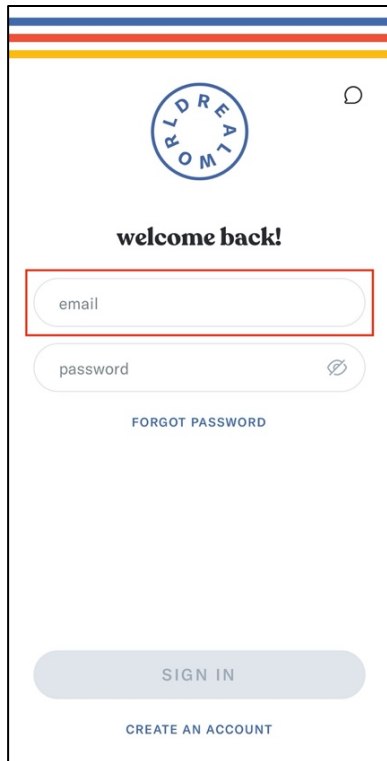 REALWORLD
welcome back!
email
password
FORGOT PASSWORD
SIGN IN
CREATE AN ACCOUNT